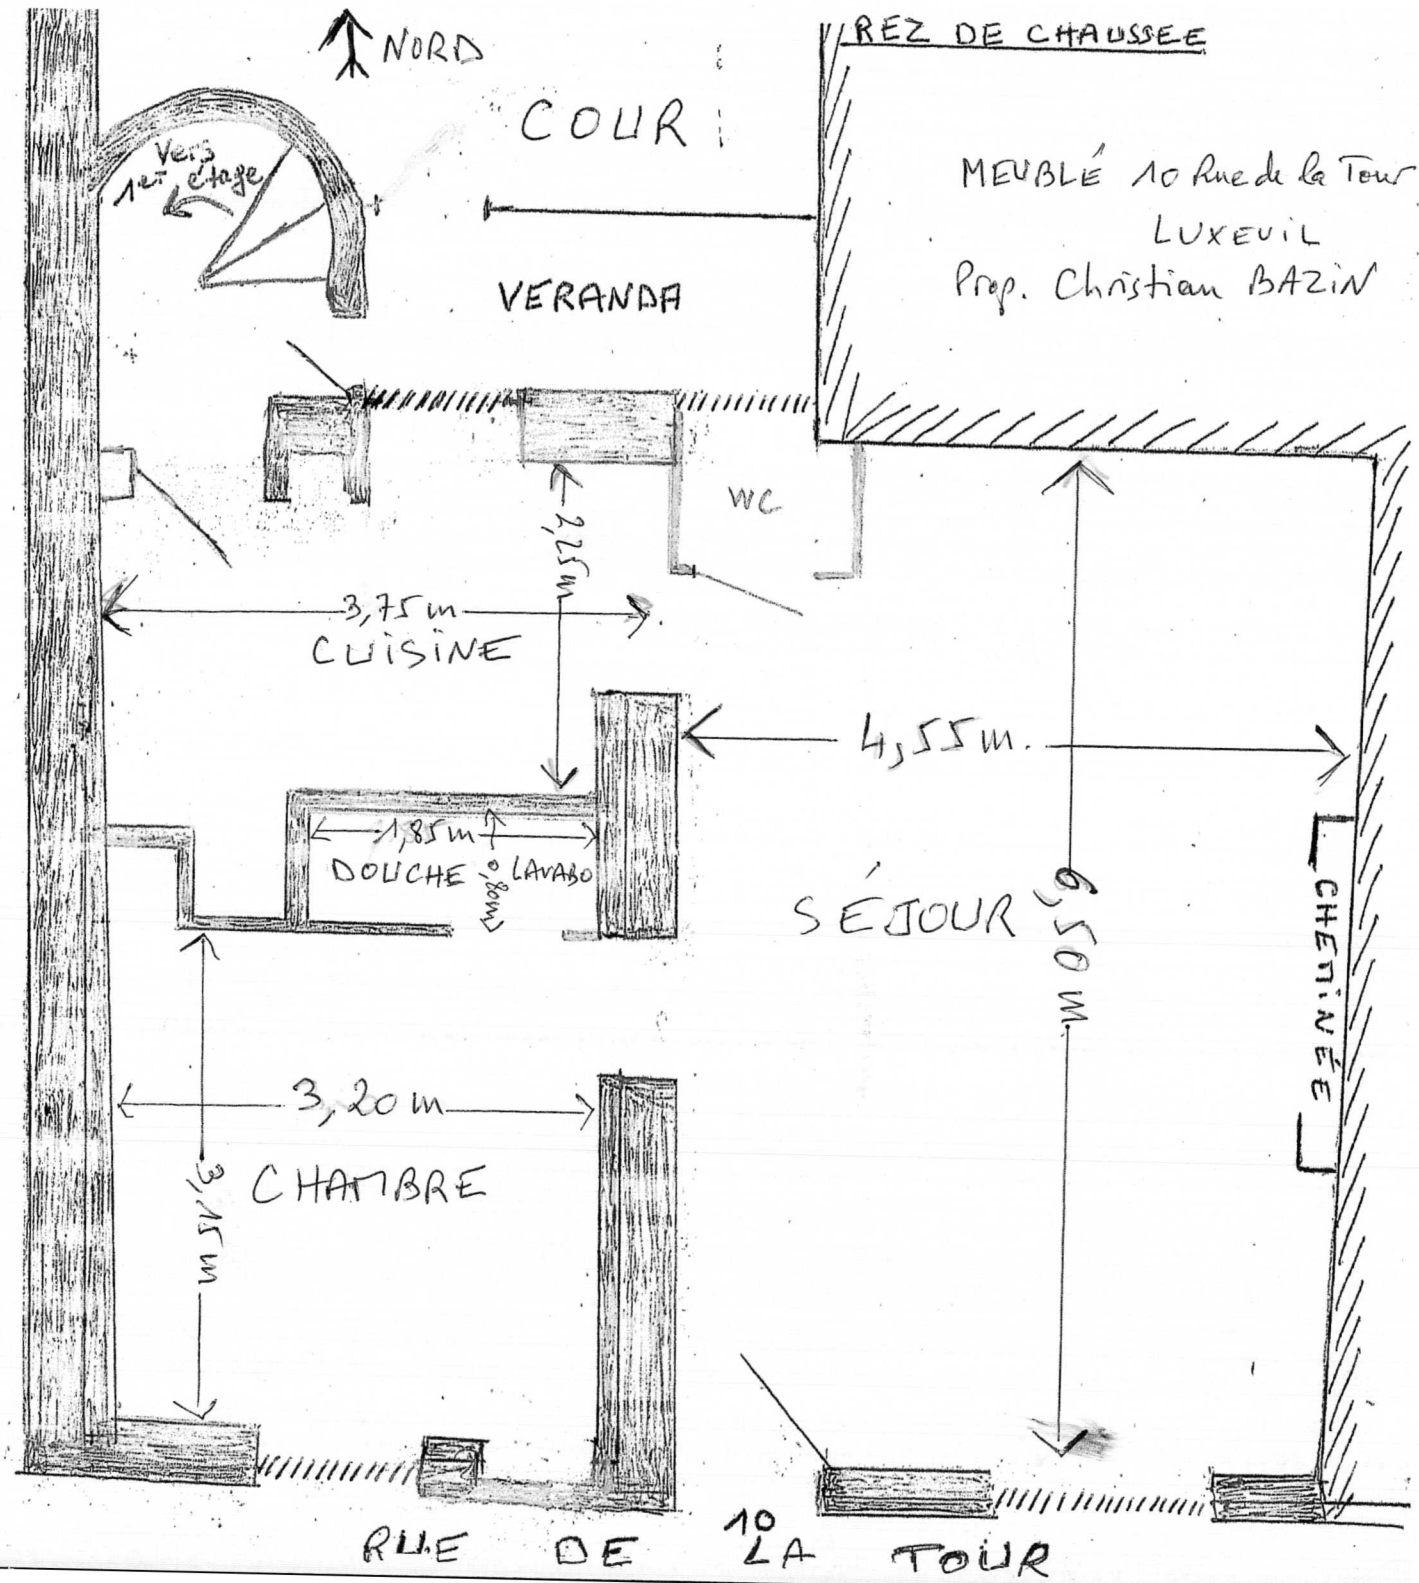 REZ DE CHAUSSEE
NORD
COUR
MEUBLÉ 10 Rue de la Tour
LUXEUIL
Prop. Christian BAZIN
Vers
1er étage
VERANDA
WC
2,25m
3,75m
CUISINE
4,55m.
1,85m
DOUCHE
0,80m
LAVABO
SÉJOUR
6,50m
CHEMINÉE
3,20m
CHAMBRE
3,15m
10
RUE DE LA TOUR